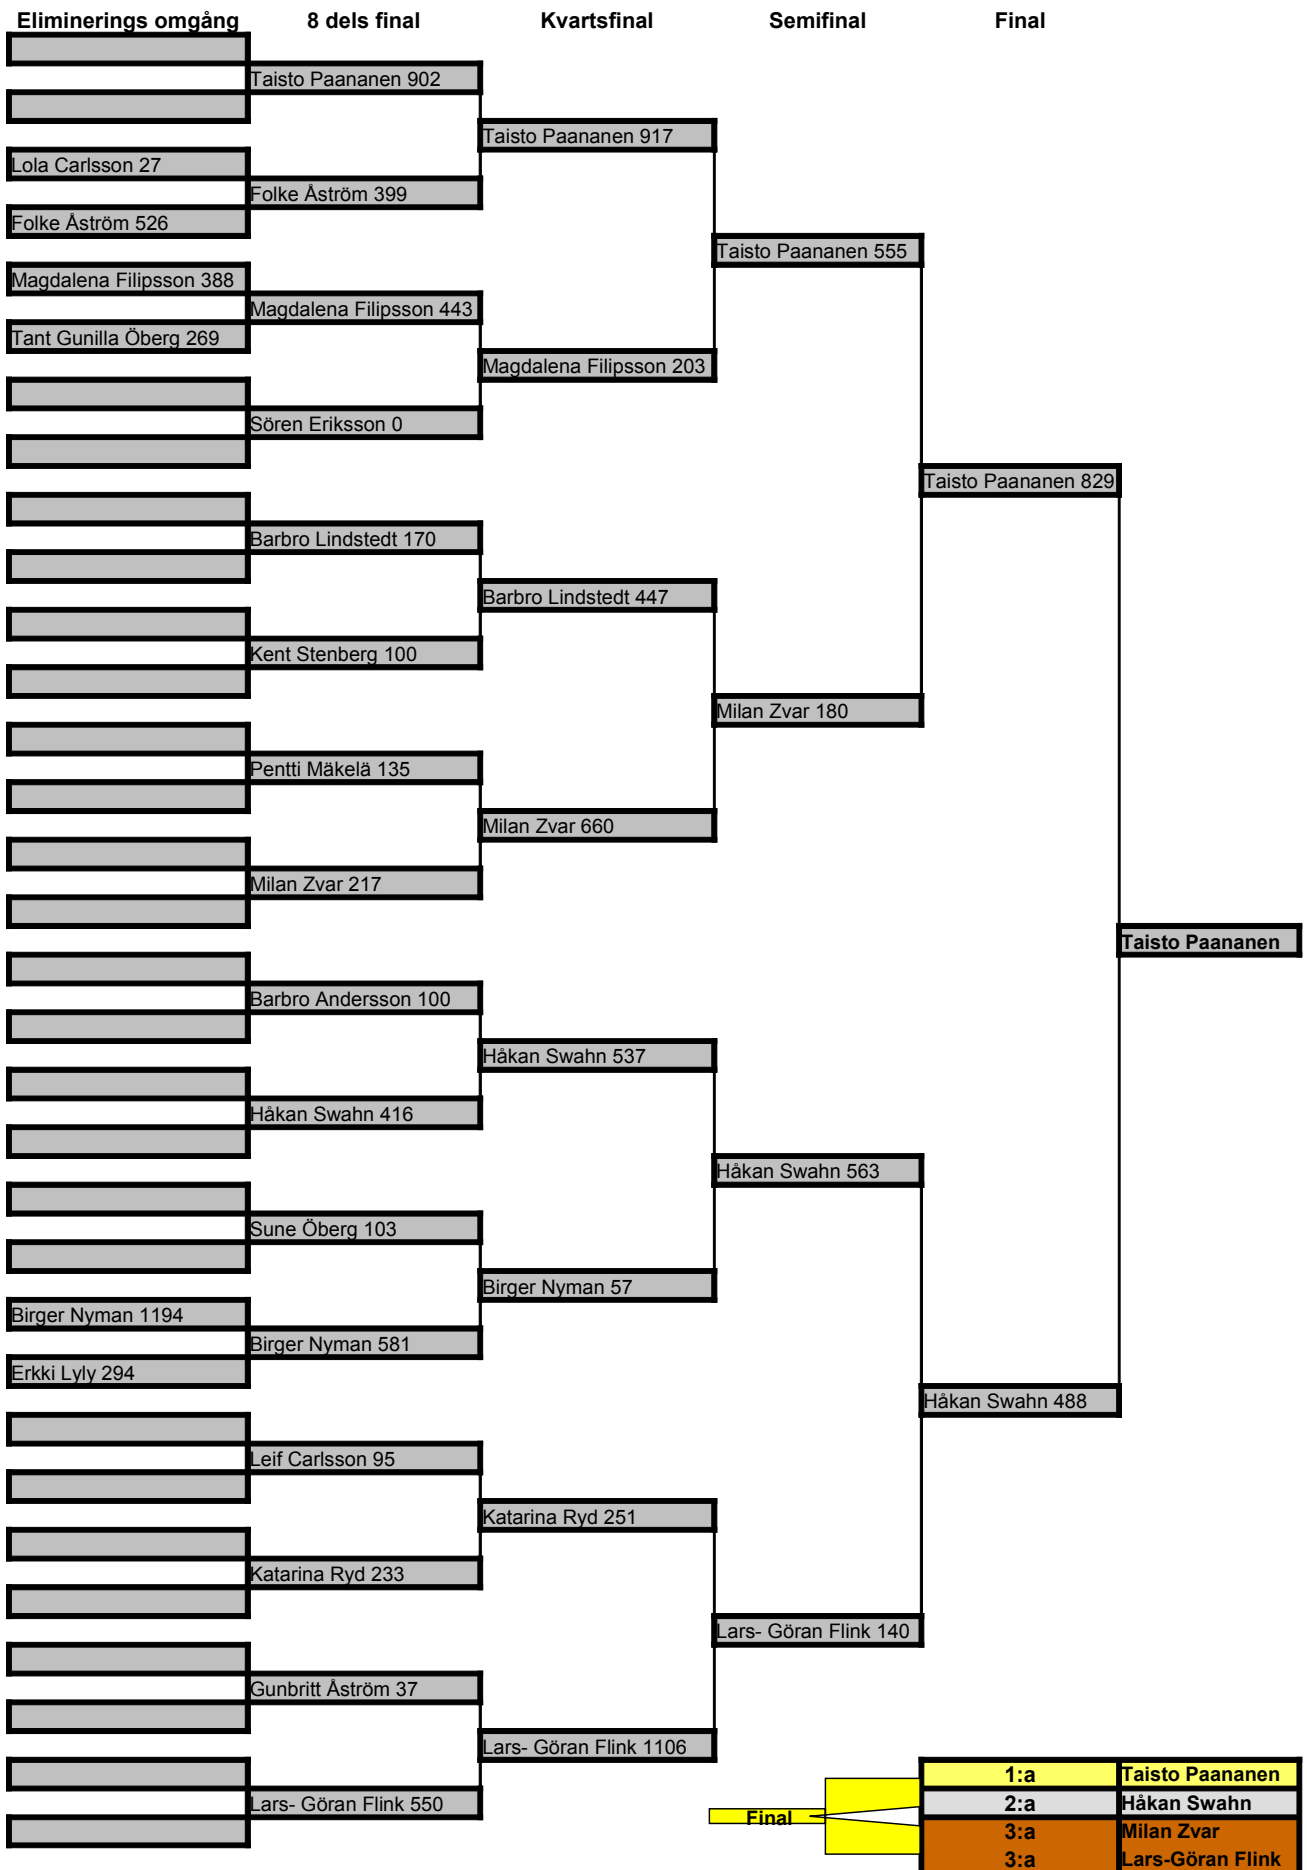 Eliminerings omgång 8 dels final Kvartsfinal Semifinal Final
Taisto Paananen 902
Taisto Paananen 917
Lola Carlsson 27
Folke Åström 399
Folke Åström 526
Taisto Paananen 555
Magdalena Filipsson 388
Magdalena Filipsson 443
Tant Gunilla Öberg 269
Magdalena Filipsson 203
Sören Eriksson 0
Taisto Paananen 829
Barbro Lindstedt 170
Barbro Lindstedt 447
Kent Stenberg 100
Milan Zvar 180
Pentti Mäkelä 135
Milan Zvar 660
Milan Zvar 217
Taisto Paananen
Barbro Andersson 100
Håkan Swahn 537
Håkan Swahn 416
Håkan Swahn 563
Sune Öberg 103
Birger Nyman 57
Birger Nyman 1194
Birger Nyman 581
Erkki Lyly 294
Håkan Swahn 488
Leif Carlsson 95
Katarina Ryd 251
Katarina Ryd 233
Lars- Göran Flink 140
Gunbritt Åström 37
Lars- Göran Flink 1106
Lars- Göran Flink 550
Final
1:a Taisto Paananen
2:a Håkan Swahn
3:a Milan Zvar
3:a Lars-Göran Flink